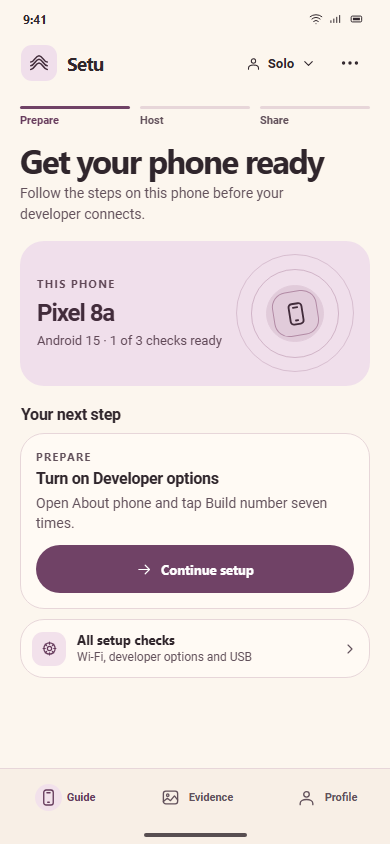 9:41
Setu
Solo
Prepare
Host
Share
Get your phone ready
Follow the steps on this phone before your
developer connects.
THIS PHONE
Pixel 8a
Android 15 · 1 of 3 checks ready
Your next step
PREPARE
Turn on Developer options
Open About phone and tap Build number seven
times.
Continue setup
All setup checks
Wi-Fi, developer options and USB
Guide
Evidence
Profile